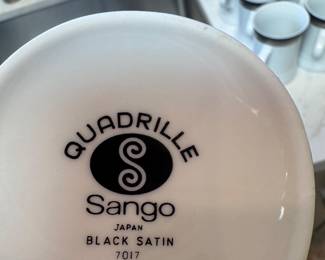 QUADRILLE
S
Sango
JAPAN
BLACK SATIN
7017